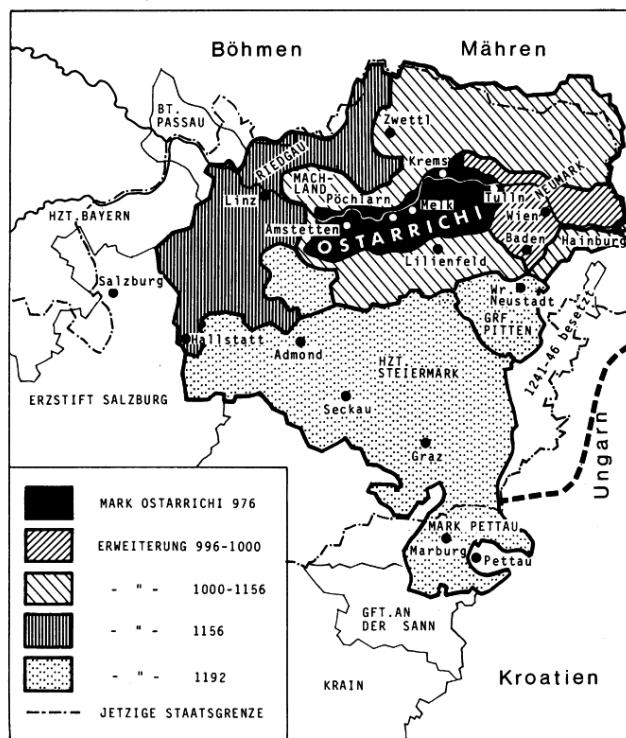 Böhmen
Mähren
BT.
PASSAU
Zwettl
RIEDGAU
Krems
MACH-
LAND
Pöchlarn
Tulln
NEUMARK
Linz
HZT.BAYERN
Melk
Wien
Amstetten
OSTARRICHI
Baden
Hainburg
Lilienfeld
Salzburg
Wr.
Neustadt
GRF.
PITTEN
1241-46 besetzt
Hallstatt
Admond
HZT.
STEIERMARK
ERZSTIFT SALZBURG
Seckau
Ungarn
Graz
MARK OSTARRICHI 976
MARK PETTAU
ERWEITERUNG 996-1000
Marburg
Pettau
- " - 1000-1156
GFT.AN
DER SANN
- " - 1156
- " - 1192
KRAIN
Kroatien
JETZIGE STAATSGRENZE